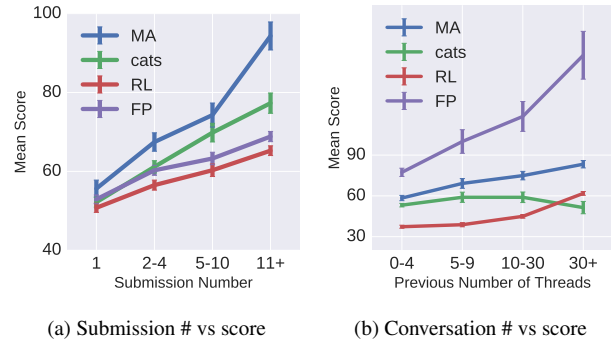 100
80
60
40
Mean Score
MA
cats
RL
FP
1 2-4 5-10 11+
Submission Number
(a) Submission # vs score
90
60
30
Mean Score
MA
cats
RL
FP
0-4 5-9 10-30 30+
Previous Number of Threads
(b) Conversation # vs score